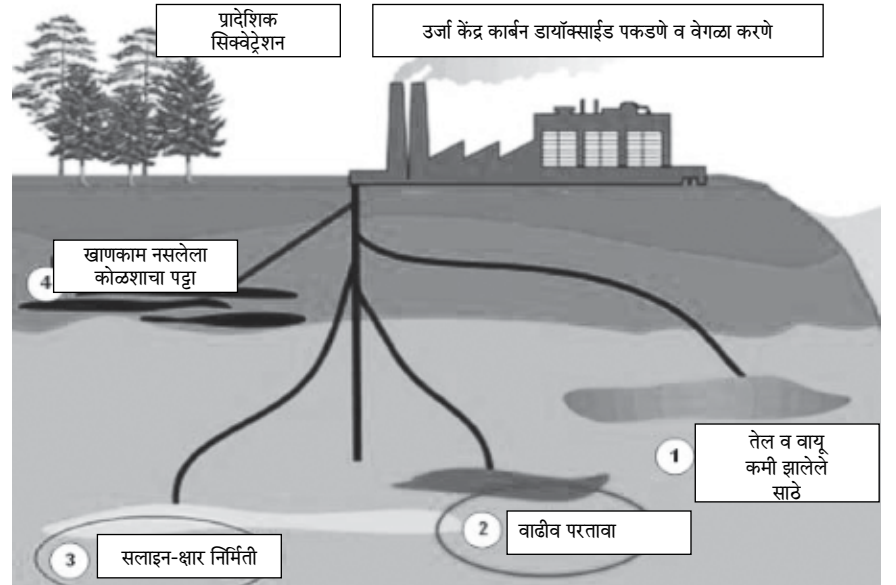 प्रादेशिक
सिक्वेट्रेशन
उर्जा केंद्र कार्बन डायॉक्साईड पकडणे व वेगळा करणे
खाणकाम नसलेला
कोळशाचा पट्टा
4
1
तेल व वायू
कमी झालेले
साठे
2
वाढीव परतावा
3
सलाइन-क्षार निर्मिती